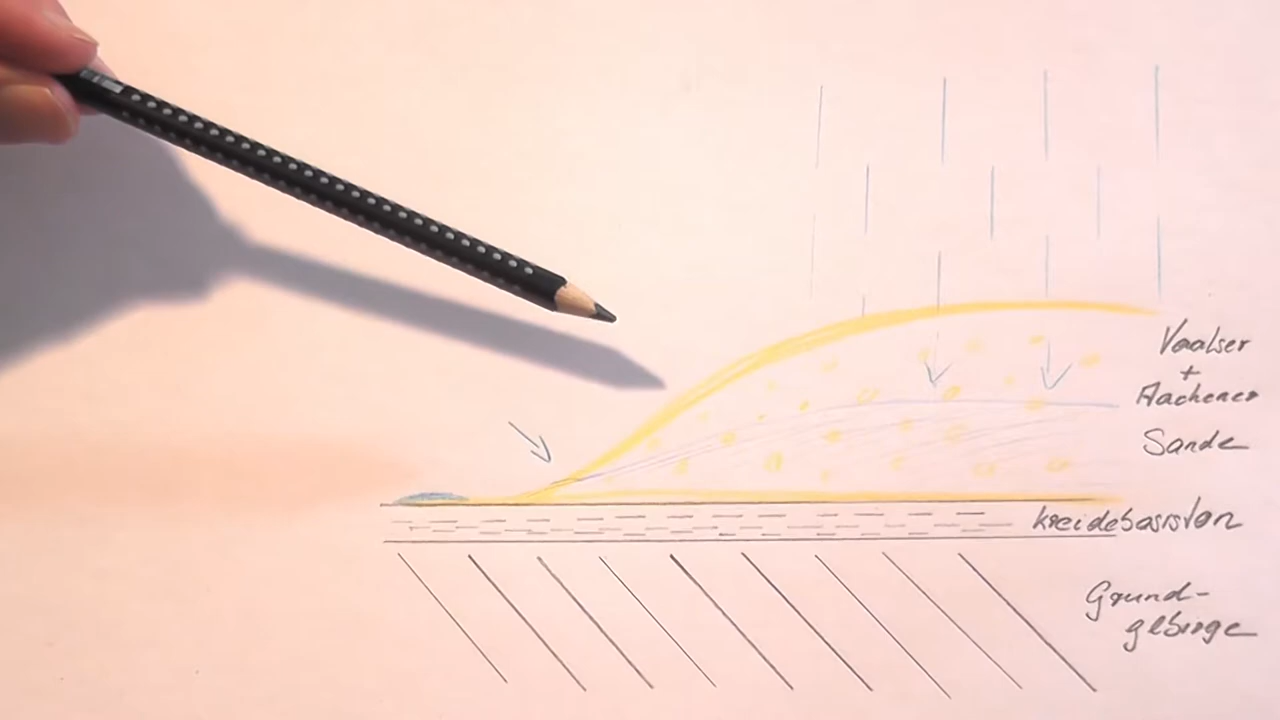 Vaalser
+
Aachener
Sande
Kreidebasiston
Grund-
gebirge